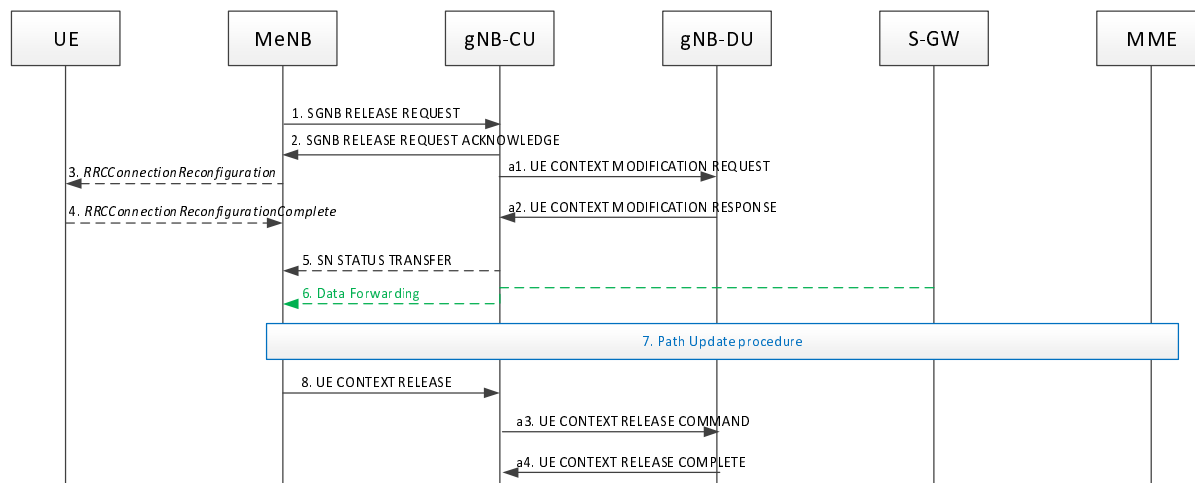 UE
MeNB
gNB-CU
gNB-DU
S-GW
MME
1. SGNB RELEASE REQUEST
2. SGNB RELEASE REQUEST ACKNOWLEDGE
a1. UE CONTEXT MODIFICATION REQUEST
3. RRCConnectionReconfiguration
a2. UE CONTEXT MODIFICATION RESPONSE
4. RRCConnectionReconfigurationComplete
5. SN STATUS TRANSFER
6. Data Forwarding
7. Path Update procedure
8. UE CONTEXT RELEASE
a3. UE CONTEXT RELEASE COMMAND
a4. UE CONTEXT RELEASE COMPLETE